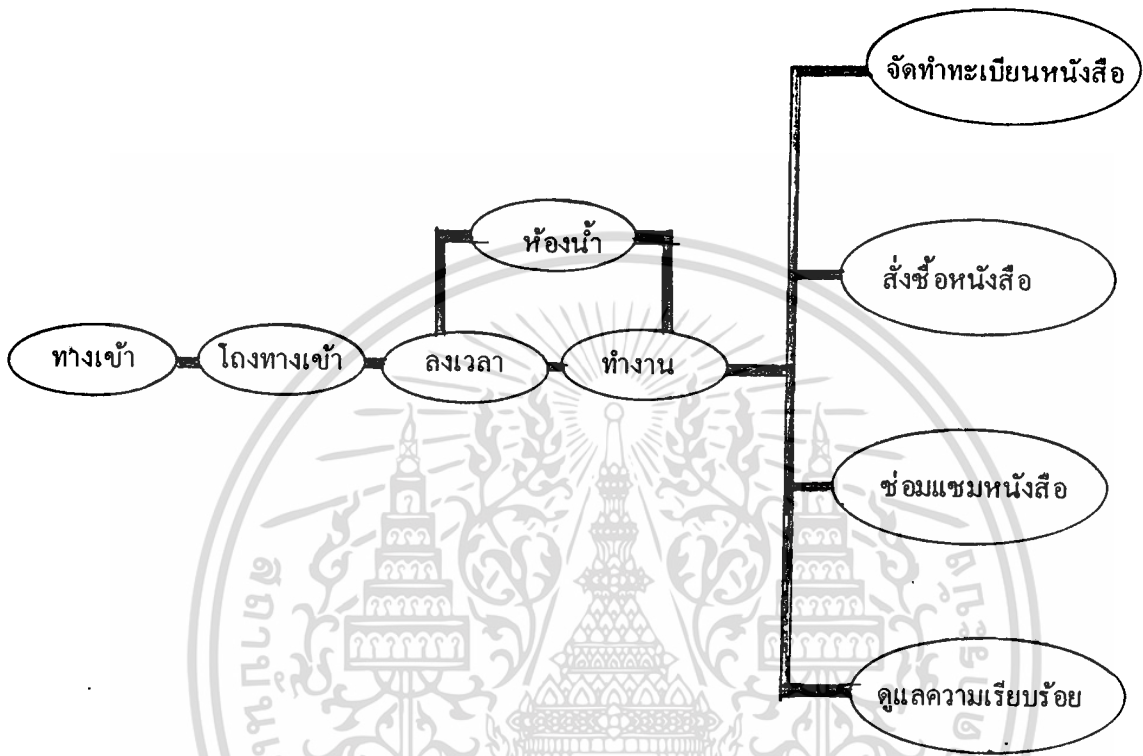 จัดทำทะเบียนหนังสือ
ห้องน้ำ
สั่งซื้อหนังสือ
ทางเข้า
โถงทางเข้า
ลงเวลา
ทำงาน
ซ่อมแซมหนังสือ
ดูแลความเรียบร้อย